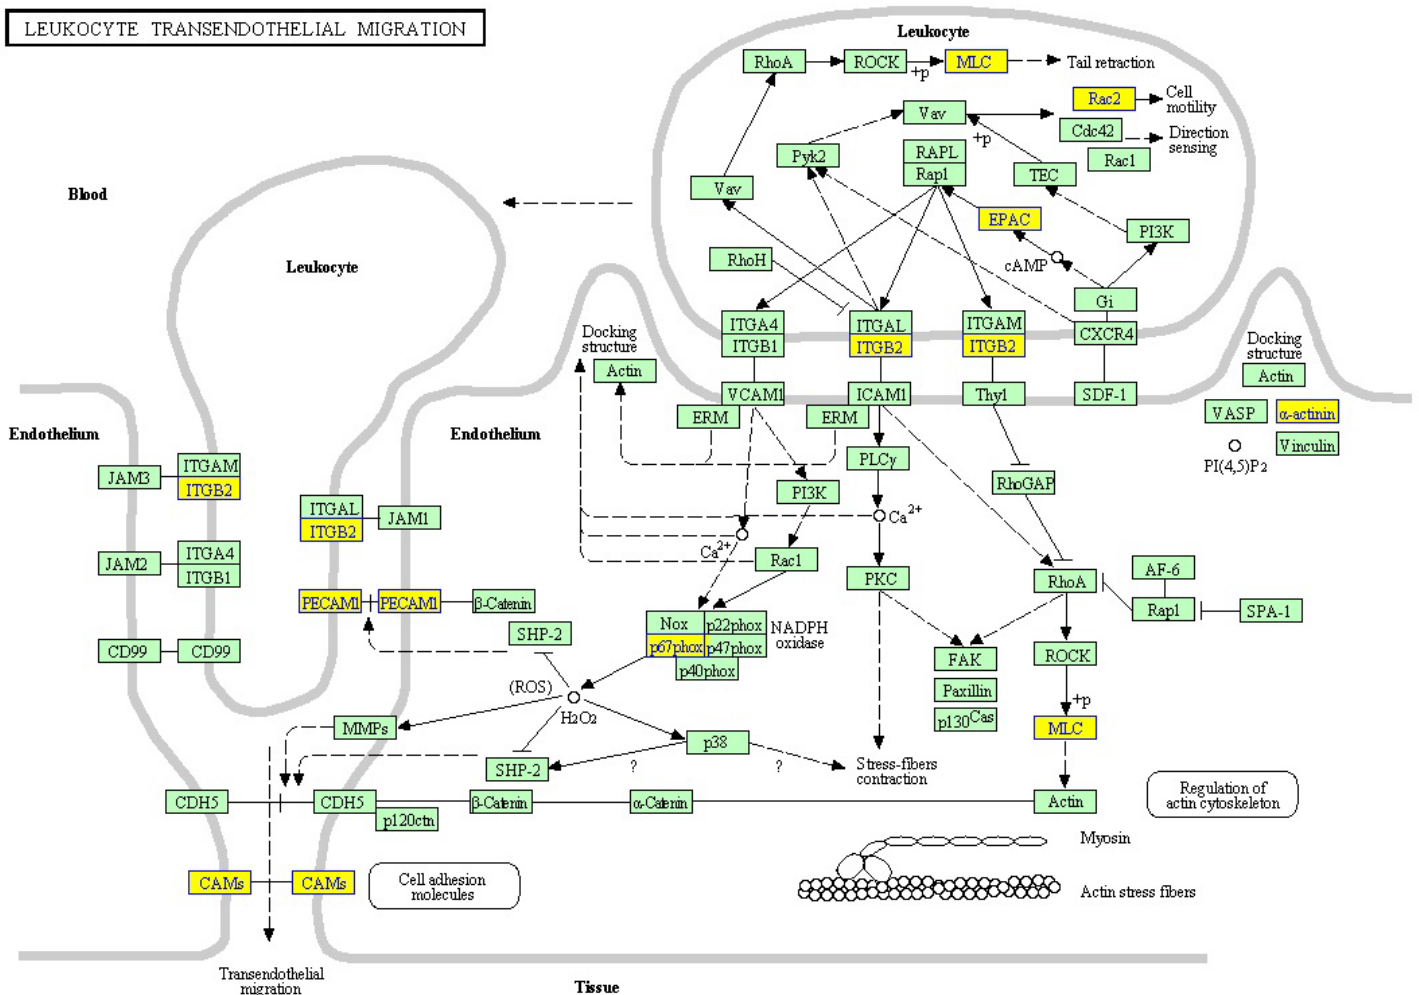 LEUKOCYTE TRANSENDOTHELIAL MIGRATION
Leukocyte
RhoA
ROCK
+p
MLC
Tail retraction
Rac2
Cell
motility
Vav
+p
Cdc42
Direction
sensing
Rac1
Pyk2
RAPL
Rap1
TEC
Vav
EPAC
PI3K
cAMP
RhoH
Gi
ITGA4
ITGB1
ITGAL
ITGB2
ITGAM
ITGB2
CXCR4
Blood
Leukocyte
Docking
structure
Actin
VCAM1
ICAM1
Thy1
SDF-1
ERM
ERM
Docking
structure
Actin
VASP
α-actinin
Vinculin
PI(4,5)P2
Endothelium
Endothelium
JAM3
ITGAM
ITGB2
ITGAL
ITGB2
JAM1
JAM2
ITGA4
ITGB1
PECAM1
PECAM1
β-Catenin
CD99
CD99
SHP-2
PLCγ
PI3K
RhoGAP
Ca2+
Ca2+
Rac1
PKC
RhoA
AF-6
Rap1
SPA-1
Nox
p22phox
p67phox
p47phox
p40phox
NADPH
oxidase
FAK
Paxillin
p130Cas
ROCK
+p
MLC
(ROS)
H2O2
MMPs
p38
SHP-2
?
?
Stress-fibers
contraction
CDH5
CDH5
p120ctn
β-Catenin
α-Catenin
Actin
Regulation of
actin cytoskeleton
Myosin
Actin stress fibers
CAMs
CAMs
Cell adhesion
molecules
Transendothelial
migration
Tissue